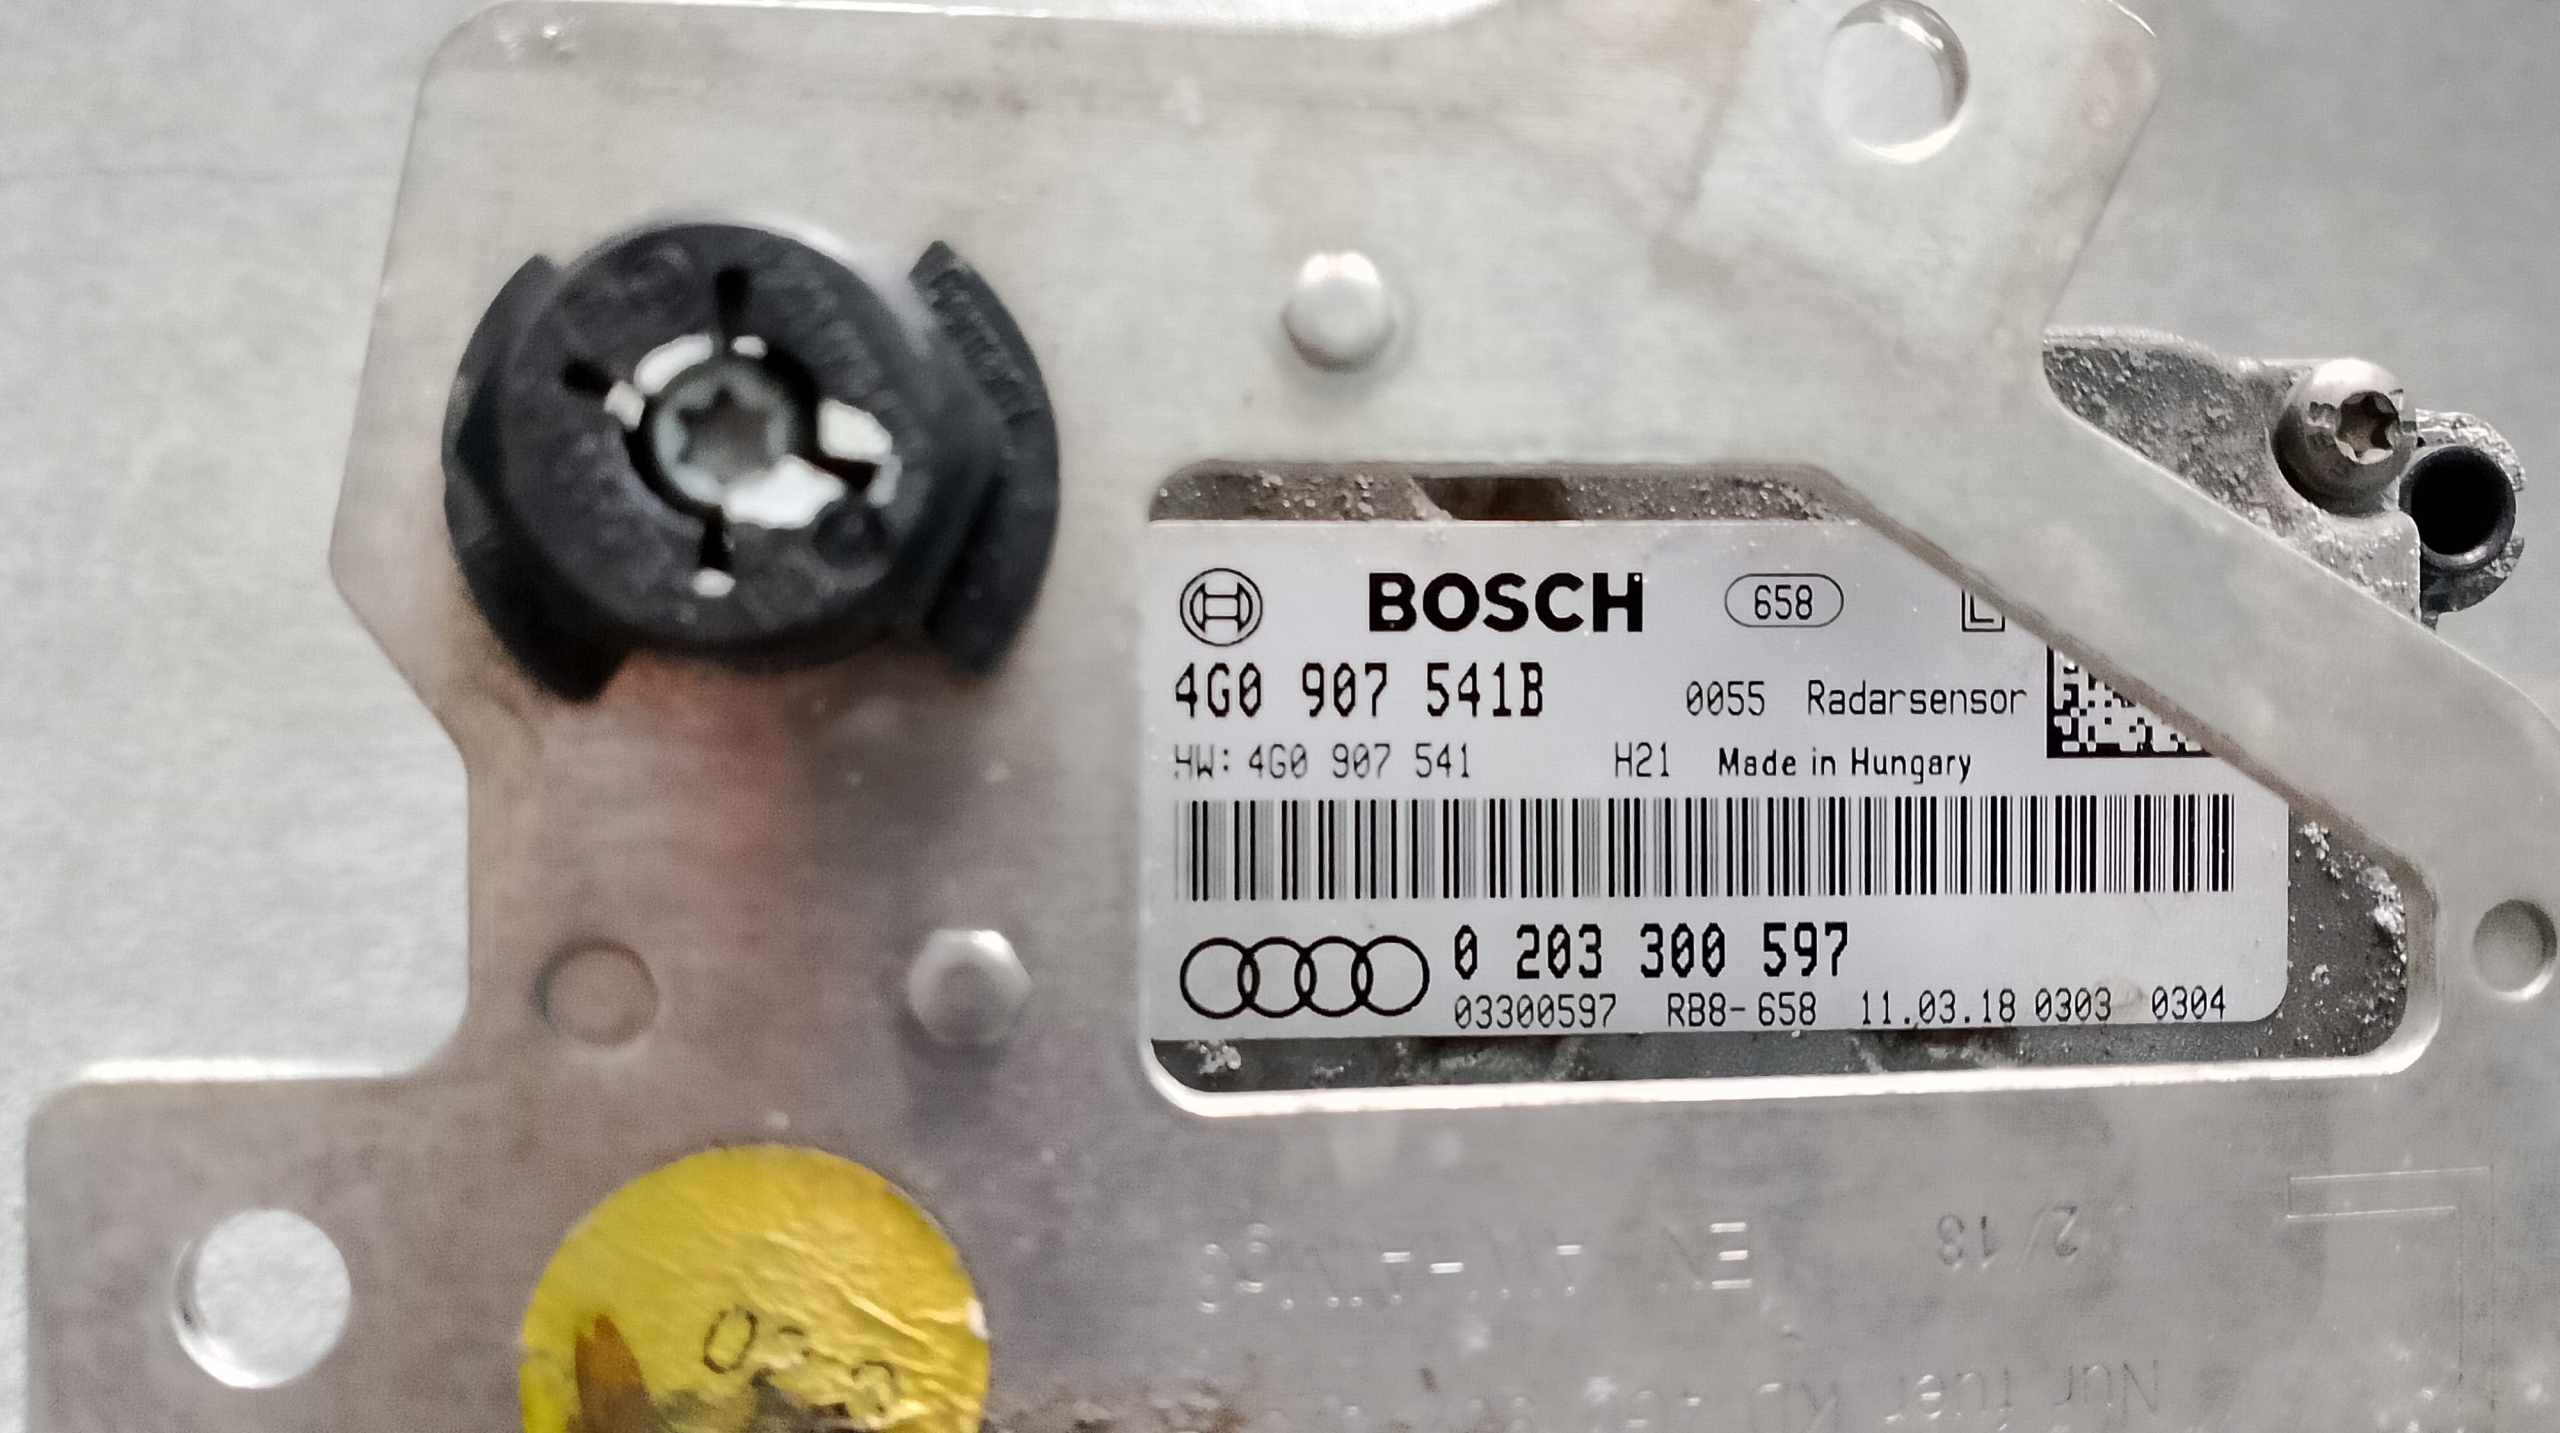 BOSCH 658 L
4G0 907 541B 0055 Radarsensor
HW: 4G0 907 541 H21 Made in Hungary
0 203 300 597
03300597 RB8-658 11.03.18 0303 0304